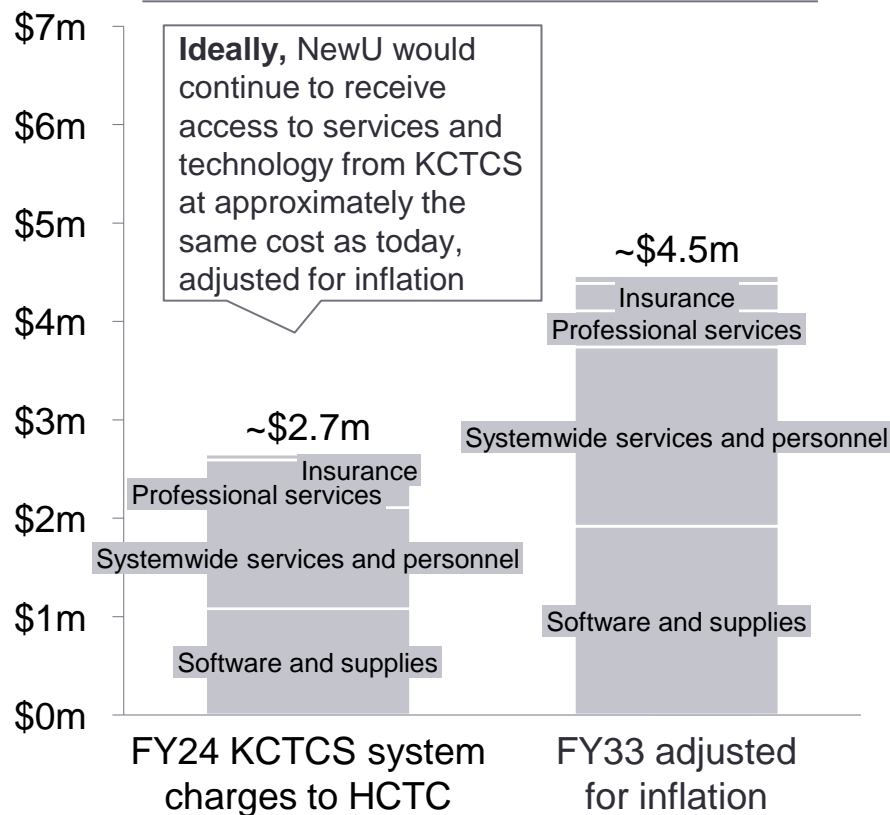 $7m
$6m
$5m
$4m
$3m
$2m
$1m
$0m
Ideally, NewU would
continue to receive
access to services and
technology from KCTCS
at approximately the
same cost as today,
adjusted for inflation
~$2.7m
Insurance
Professional services
Systemwide services and personnel
Software and supplies
~$4.5m
Insurance
Professional services
Systemwide services and personnel
Software and supplies
FY24 KCTCS system
charges to HCTC
FY33 adjusted
for inflation